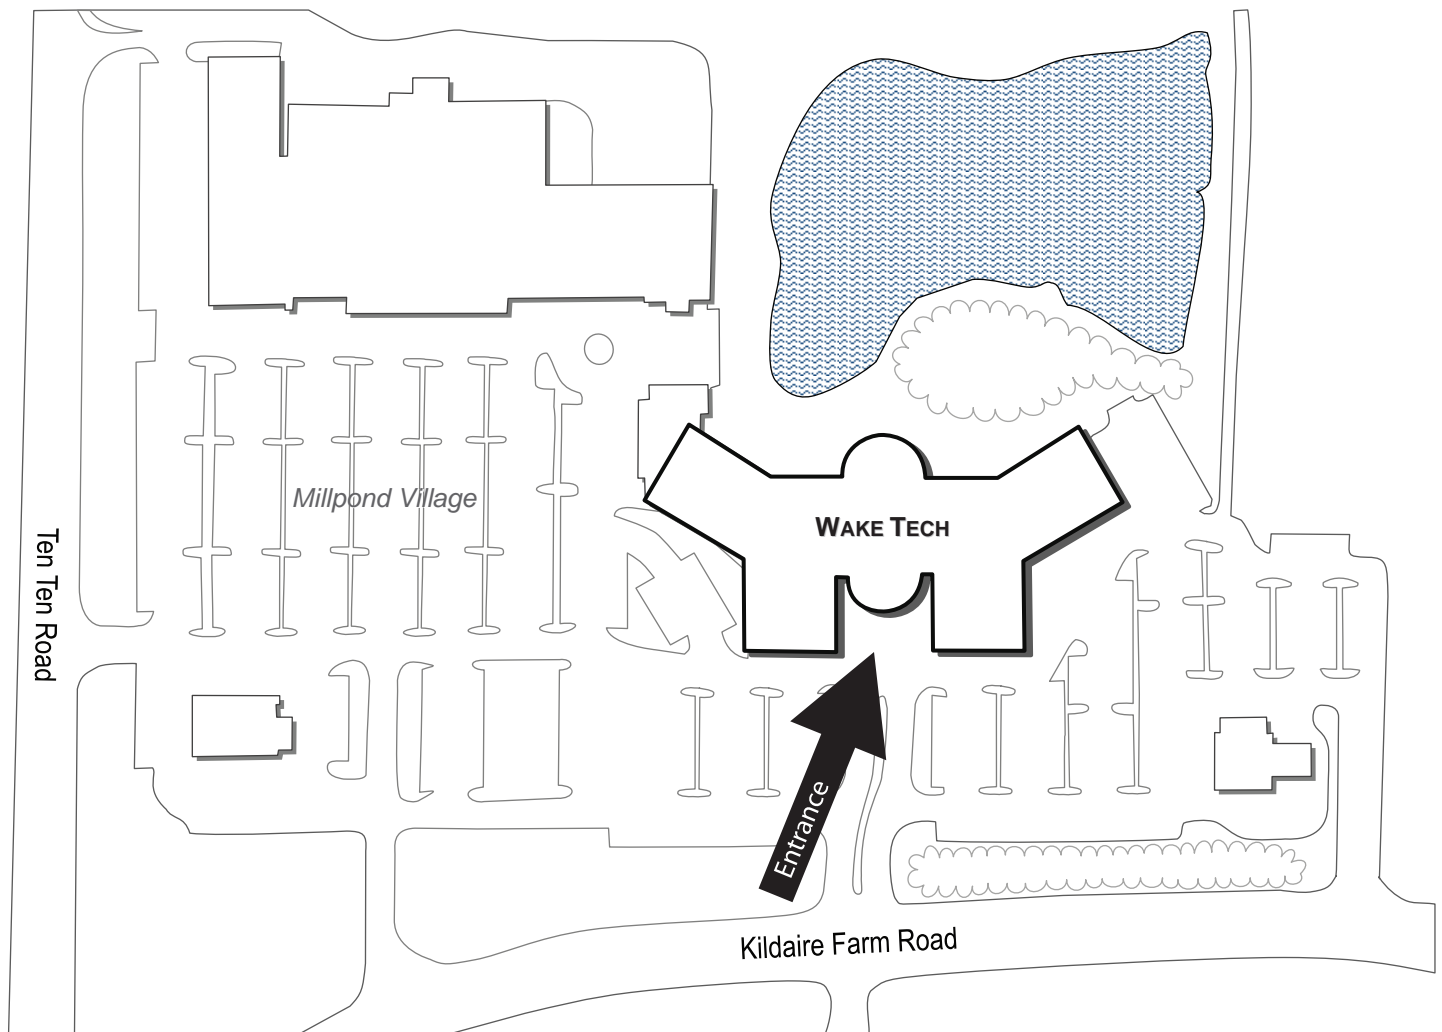 Millpond Village
WAKE TECH
Ten Ten Road
Entrance
Kildaire Farm Road